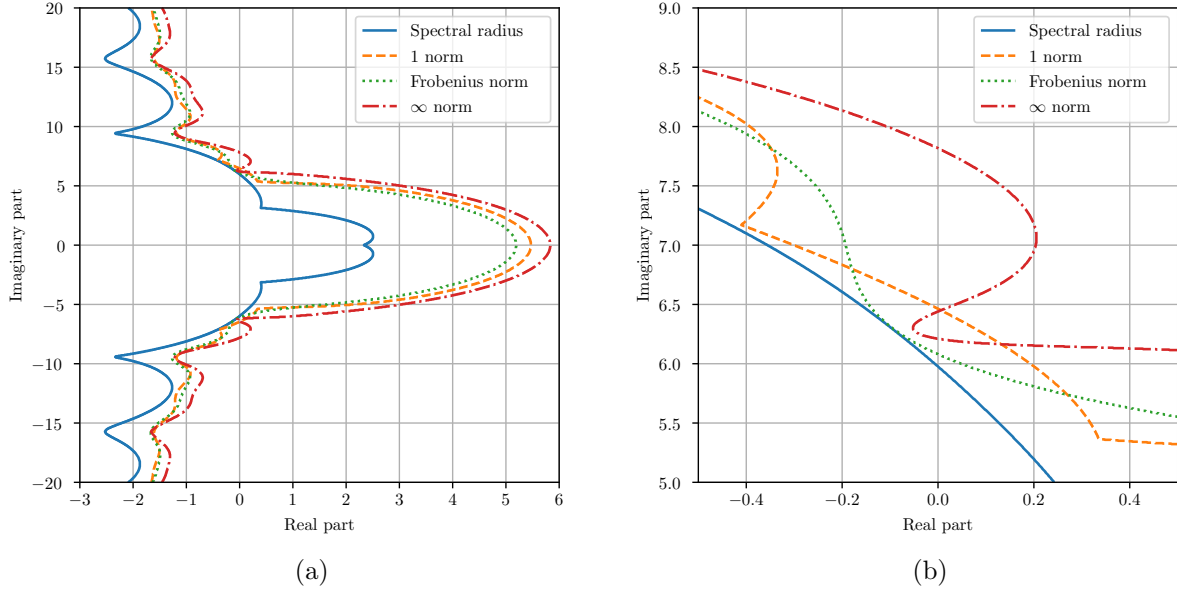 20
15
10
5
0
−5
−10
−15
−20
Imaginary part
−3 −2 −1 0 1 2 3 4 5 6
Real part
Spectral radius
1 norm
Frobenius norm
∞ norm
(a)
9.0
8.5
8.0
7.5
7.0
6.5
6.0
5.5
5.0
Imaginary part
−0.4 −0.2 0.0 0.2 0.4
Real part
Spectral radius
1 norm
Frobenius norm
∞ norm
(b)